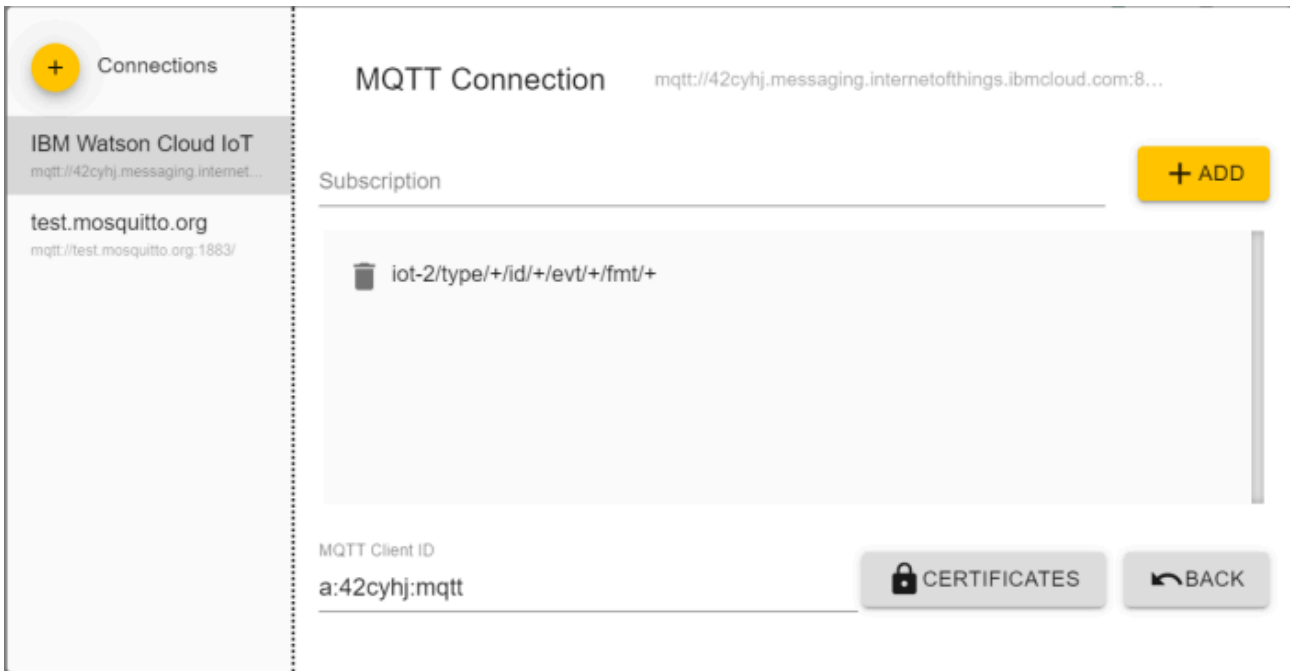 + Connections
IBM Watson Cloud IoT
mqtt://42cyhj.messaging.internet...
test.mosquitto.org
mqtt://test.mosquitto.org:1883/
MQTT Connection mqtt://42cyhj.messaging.internetofthings.ibmcloud.com:8...
Subscription
+ ADD
iot-2/type/+/id/+/evt/+/fmt/+
MQTT Client ID
a:42cyhj:mqtt
CERTIFICATES
BACK